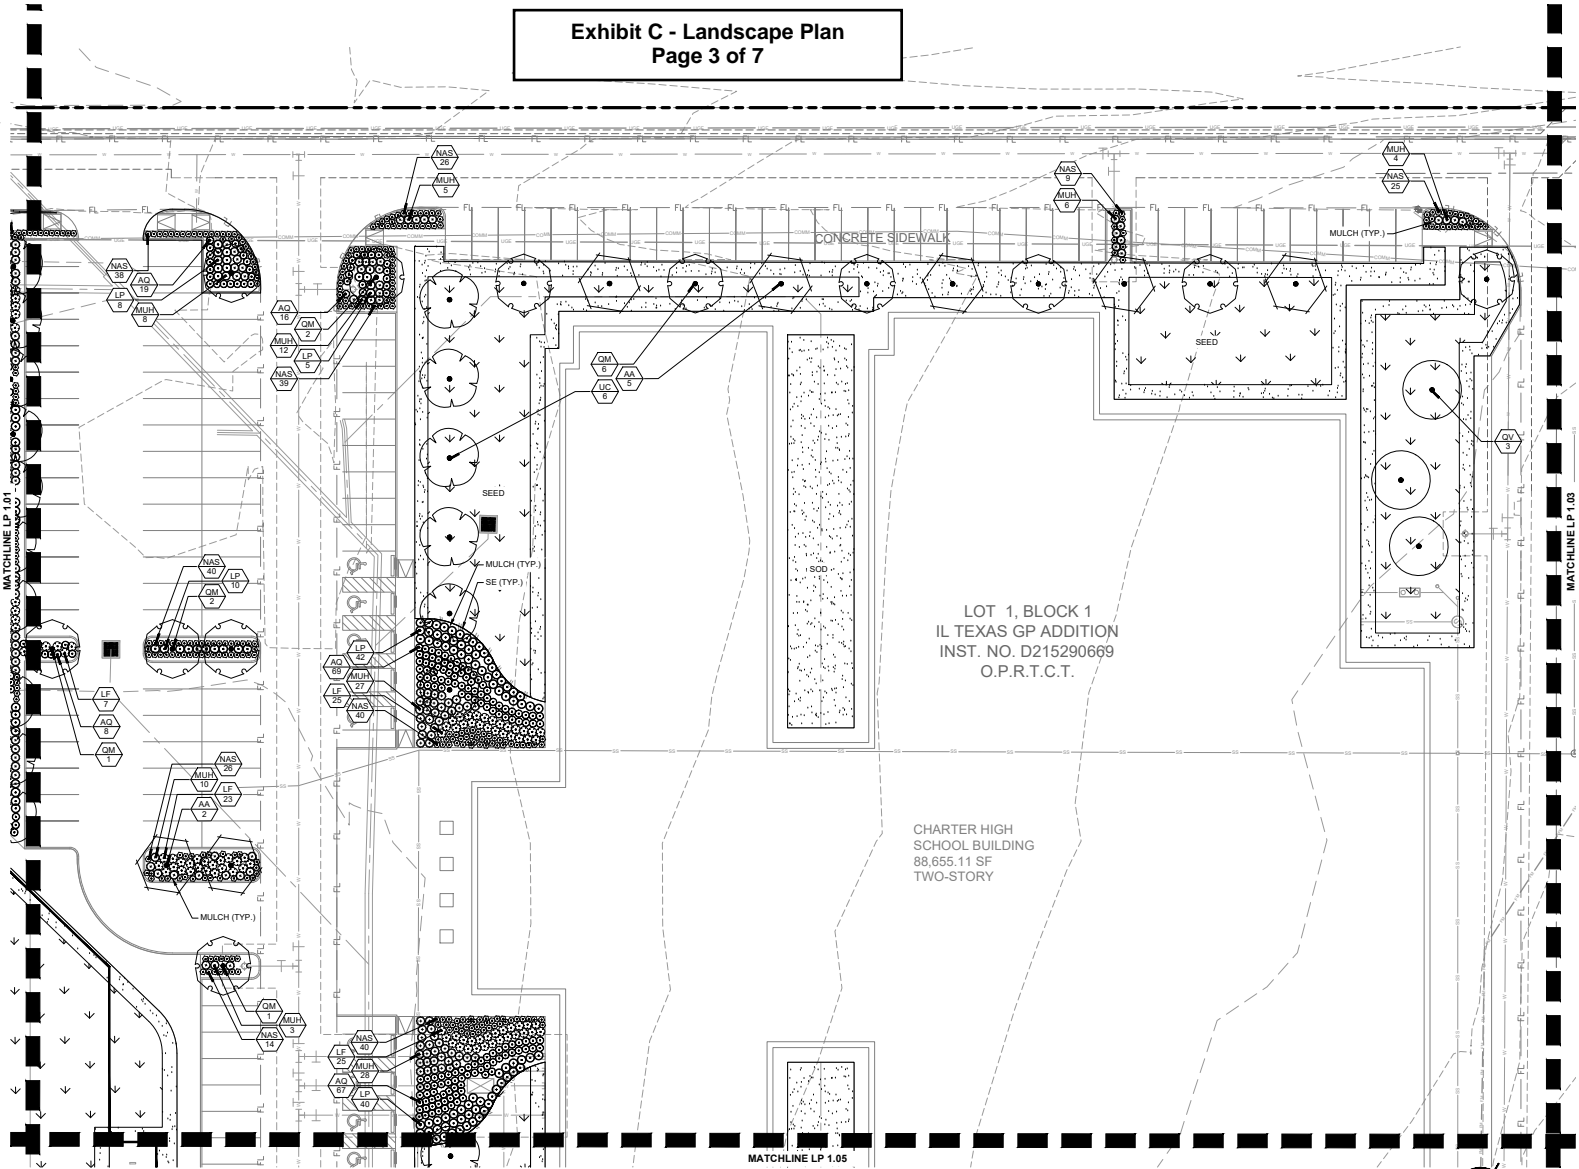 Exhibit C - Landscape Plan
Page 3 of 7
NAS
26
MUH
5
NAS
9
MUH
6
MUH
4
NAS
25
MULCH (TYP.)
CONCRETE SIDEWALK
NAS
38
AQ
19
LP
8
MUH
8
AQ
16
QM
2
MUH
12
LP
5
NAS
39
QM
6
AA
5
UC
6
SEED
QV
3
SEED
MATCHLINE LP 1.01
MATCHLINE LP 1.03
NAS
40
LP
10
QM
2
MULCH (TYP.)
SE (TYP.)
SOD
LOT 1, BLOCK 1
IL TEXAS GP ADDITION
INST. NO. D215290669
O.P.R.T.C.T.
LP
42
AQ
69
MUH
27
LF
25
NAS
40
LF
7
AQ
8
QM
1
NAS
26
MUH
10
LF
23
AA
2
CHARTER HIGH
SCHOOL BUILDING
88,655.11 SF
TWO-STORY
MULCH (TYP.)
QM
1
MUH
3
NAS
14
NAS
40
LF
25
MUH
28
AQ
67
LP
40
MATCHLINE LP 1.05